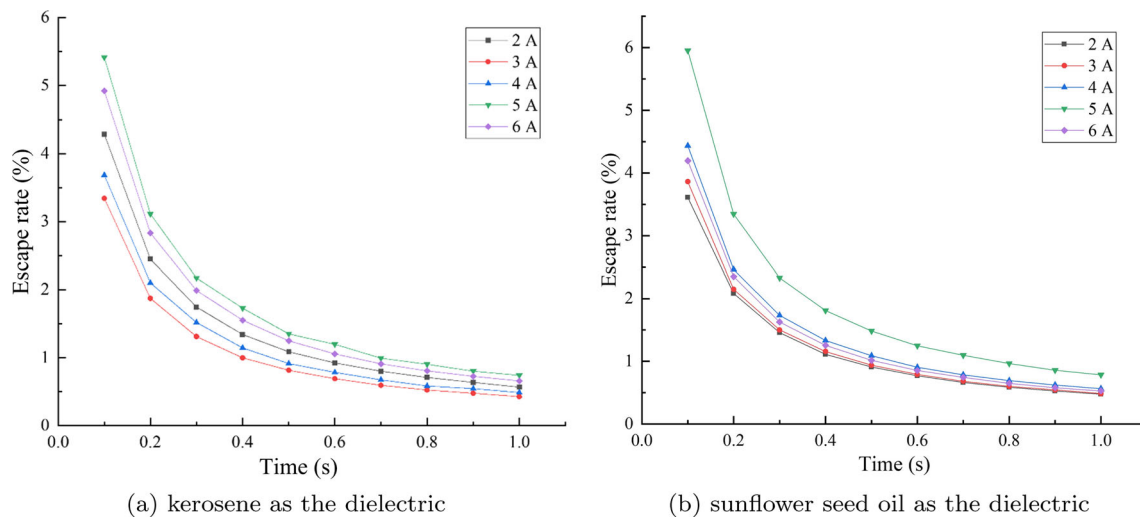 6
5
4
3
2
1
0
Escape rate (%)
2 A
3 A
4 A
5 A
6 A
0.0 0.2 0.4 0.6 0.8 1.0
Time (s)
(a) kerosene as the dielectric
6
5
4
3
2
1
0
Escape rate (%)
2 A
3 A
4 A
5 A
6 A
0.0 0.2 0.4 0.6 0.8 1.0
Time (s)
(b) sunflower seed oil as the dielectric